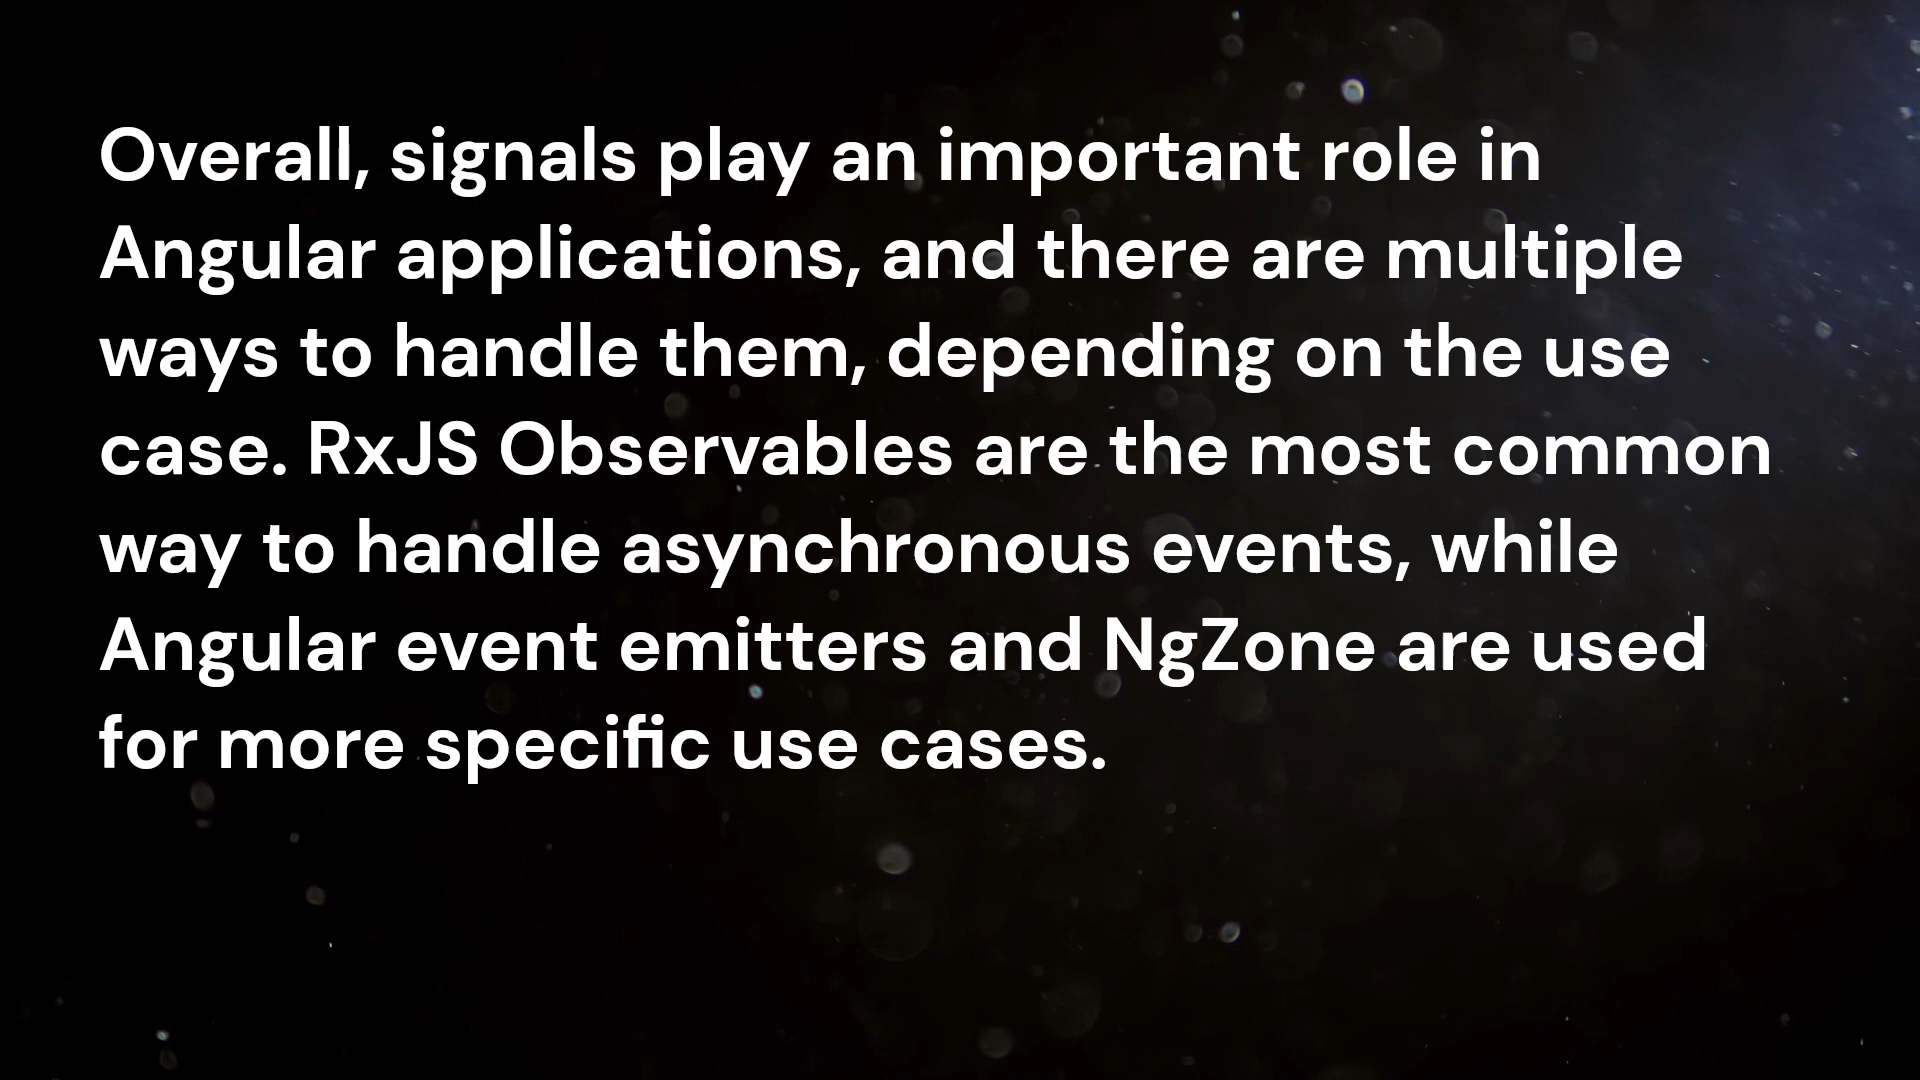 Overall, signals play an important role in
Angular applications, and there are multiple
ways to handle them, depending on the use
case. RxJS Observables are the most common
way to handle asynchronous events, while
Angular event emitters and NgZone are used
for more specific use cases.